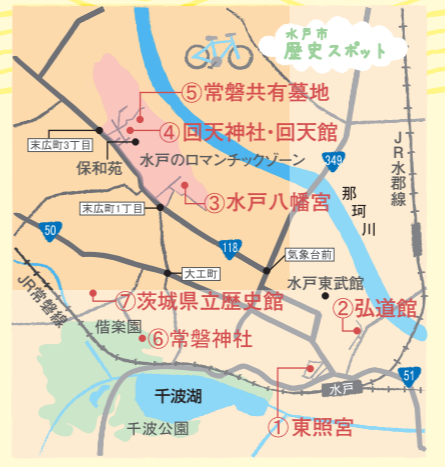 水戸市
歴史スポット
⑤常磐共有墓地
④回天神社・回天館
末広町3丁目
保和苑
水戸のロマンチックゾーン
349
JR水郡線
那珂川
③水戸八幡宮
末広町1丁目
50
118
気象台前
大工町
水戸東武館
JR常磐線
⑦茨城県立歴史館
②弘道館
偕楽園
⑥常磐神社
51
水戸
千波湖
①東照宮
千波公園